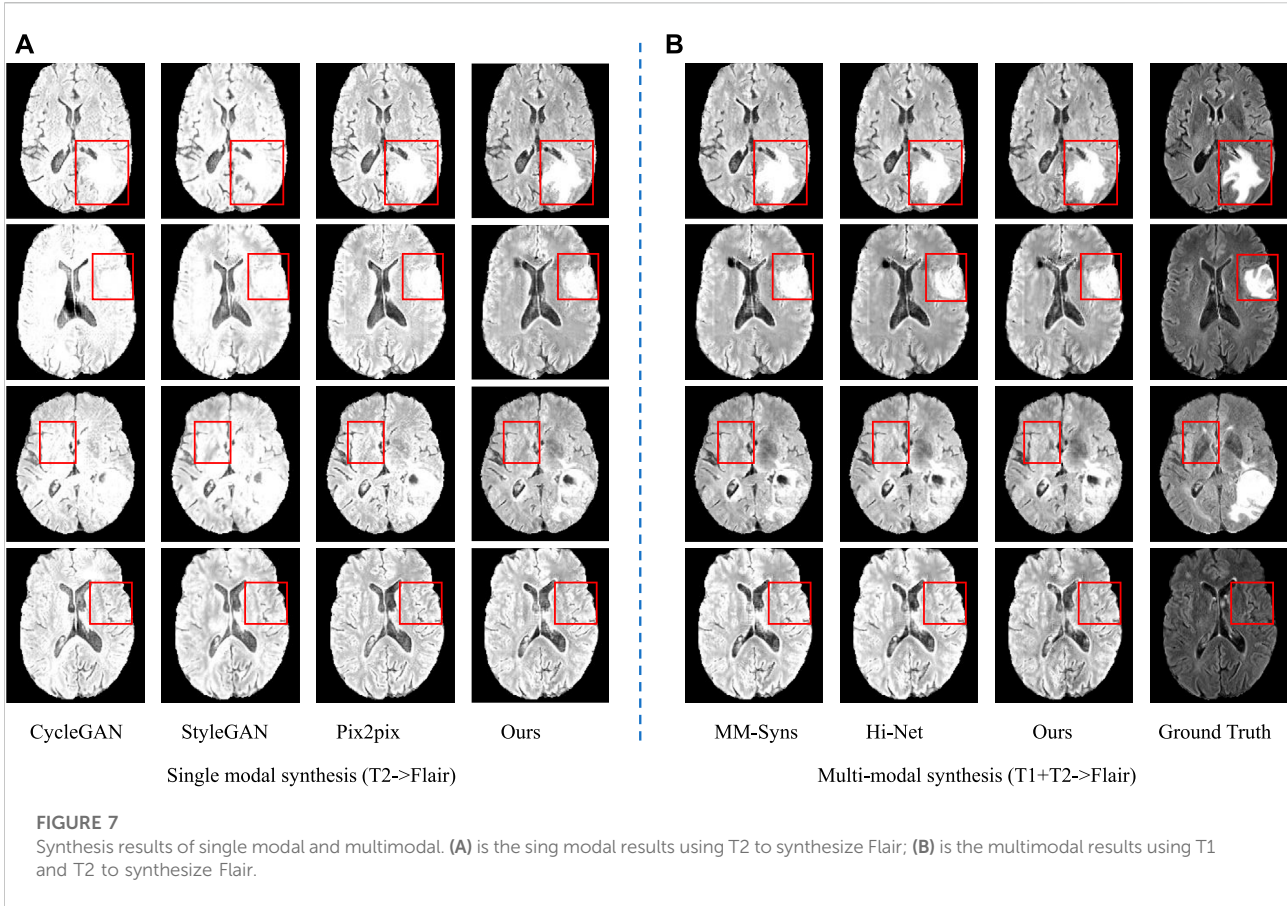 A
B
CycleGAN StyleGAN Pix2pix Ours MM-Syns Hi-Net Ours Ground Truth
Single modal synthesis (T2->Flair) Multi-modal synthesis (T1+T2->Flair)
FIGURE 7
Synthesis results of single modal and multimodal. (A) is the sing modal results using T2 to synthesize Flair; (B) is the multimodal results using T1
and T2 to synthesize Flair.